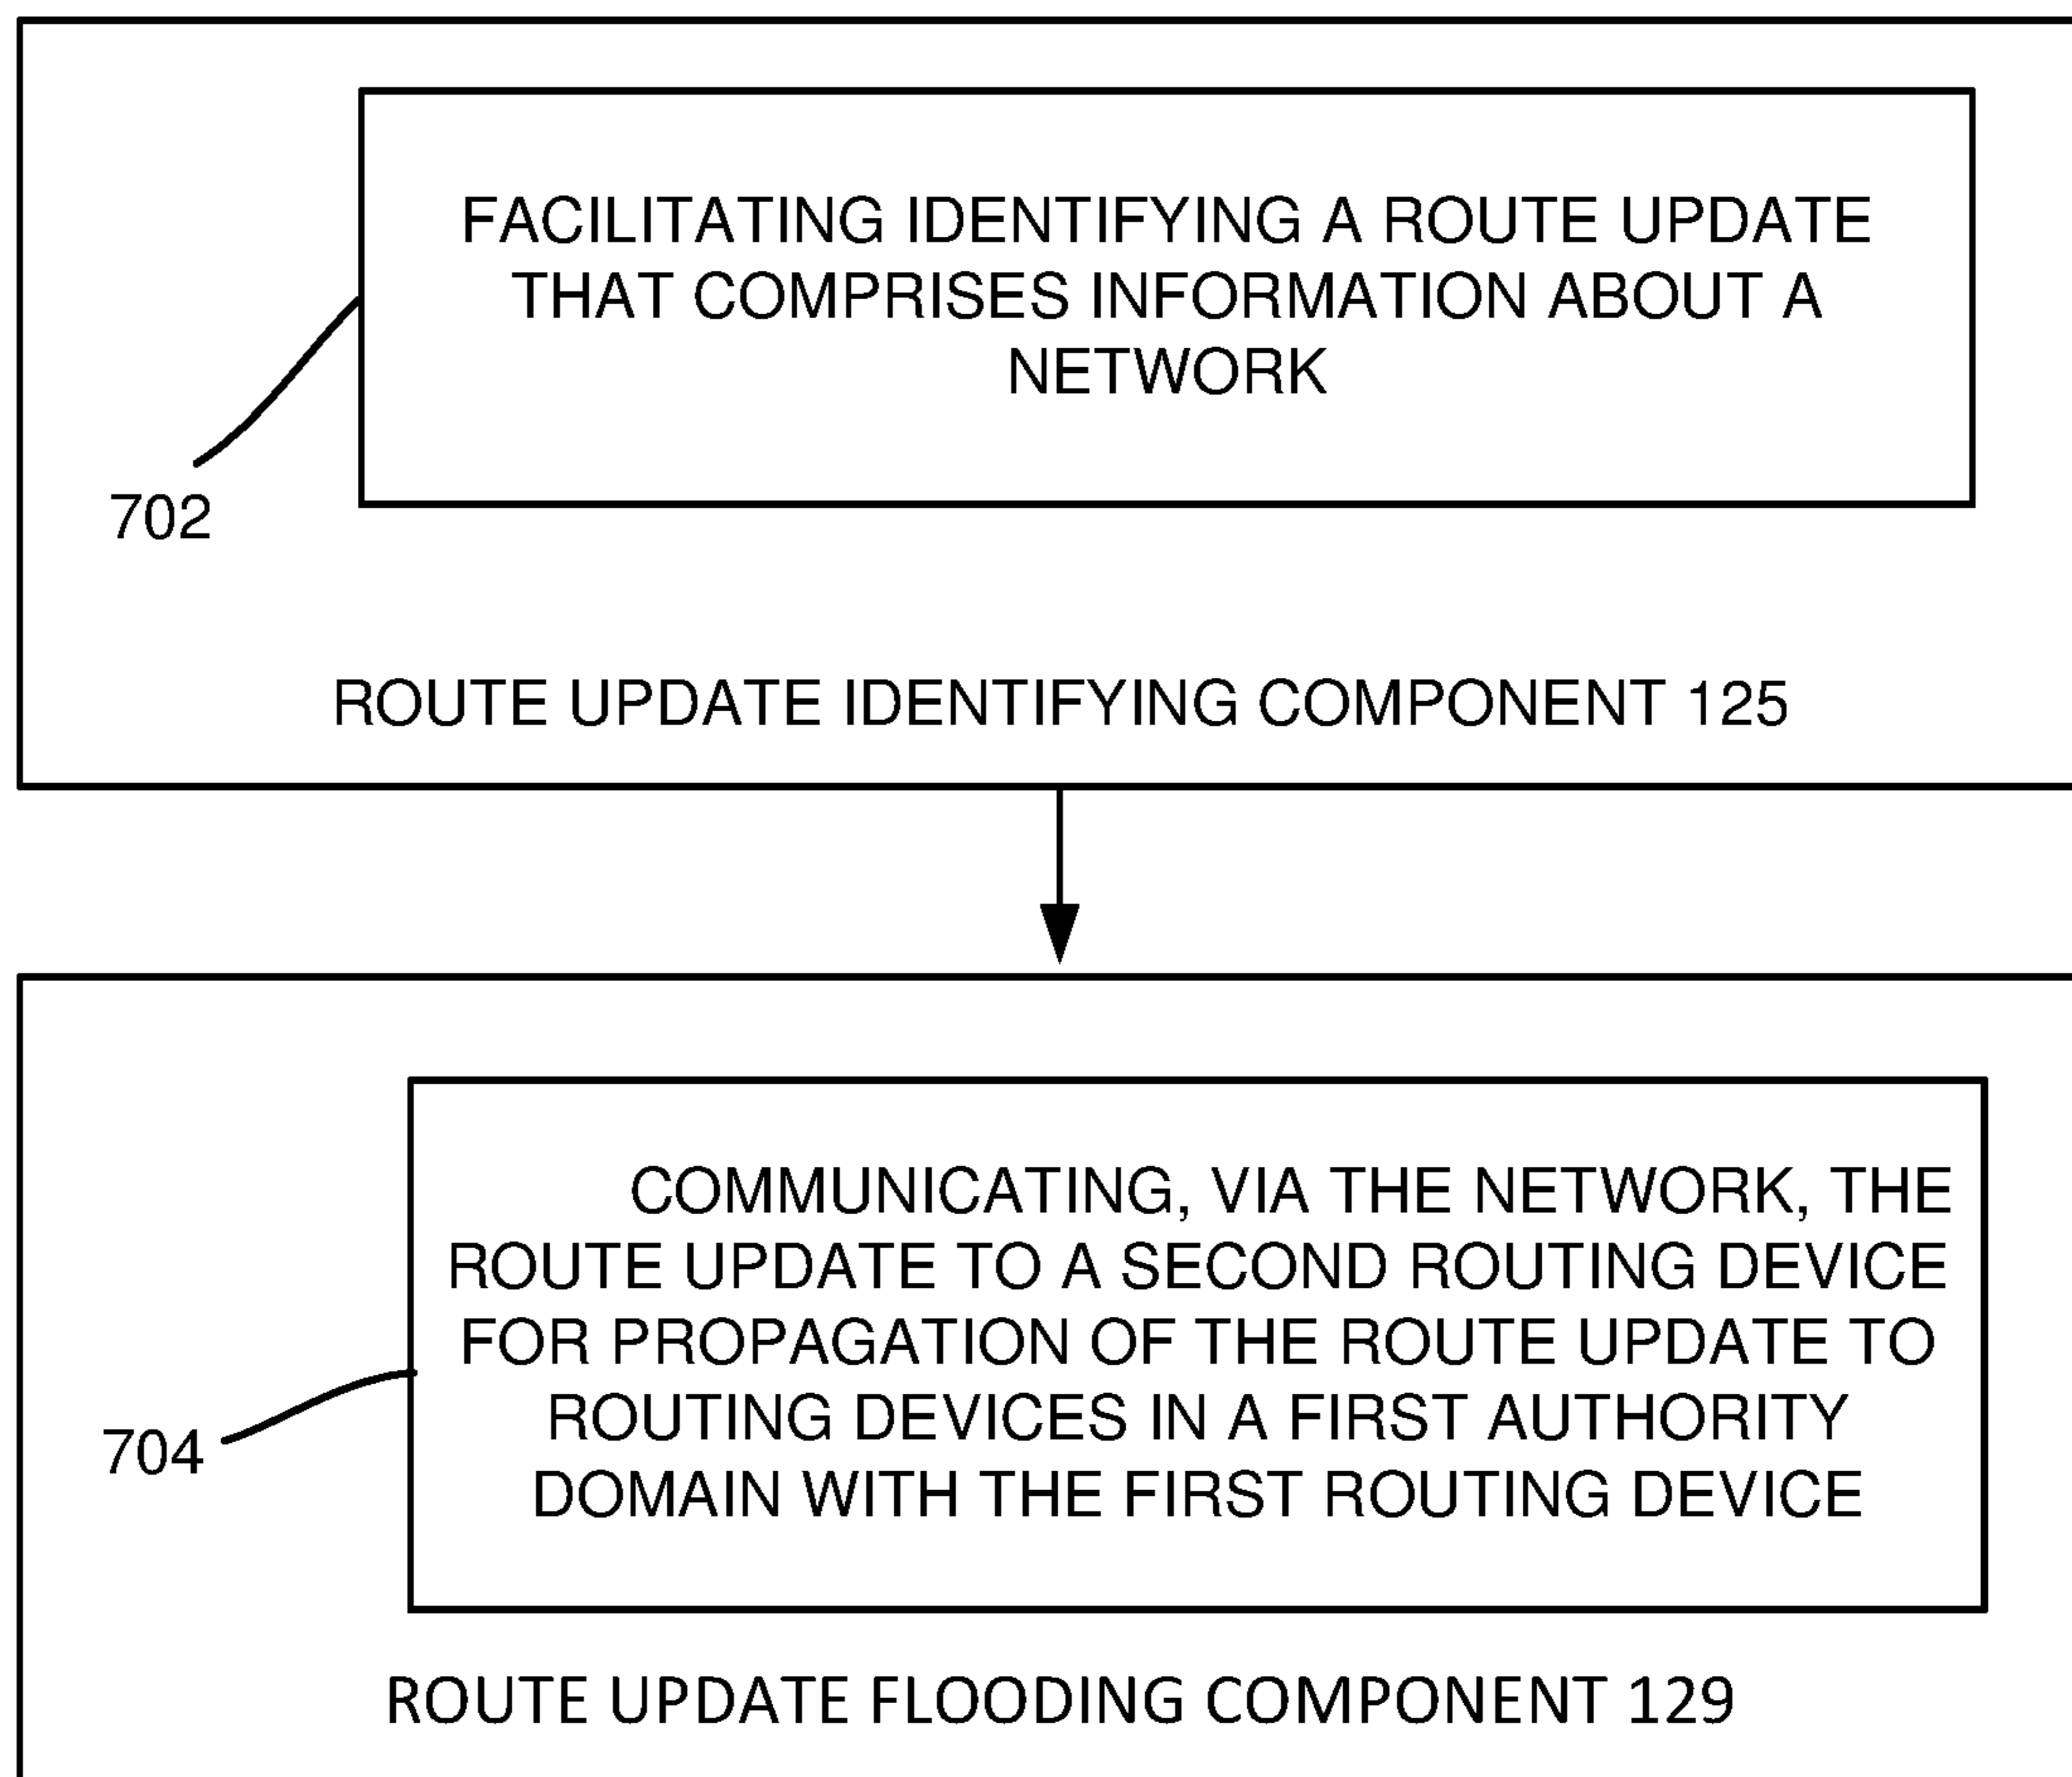 FACILITATING IDENTIFYING A ROUTE UPDATE
THAT COMPRISES INFORMATION ABOUT A
NETWORK
702
ROUTE UPDATE IDENTIFYING COMPONENT 125
COMMUNICATING, VIA THE NETWORK, THE
ROUTE UPDATE TO A SECOND ROUTING DEVICE
FOR PROPAGATION OF THE ROUTE UPDATE TO
ROUTING DEVICES IN A FIRST AUTHORITY
DOMAIN WITH THE FIRST ROUTING DEVICE
704
ROUTE UPDATE FLOODING COMPONENT 129